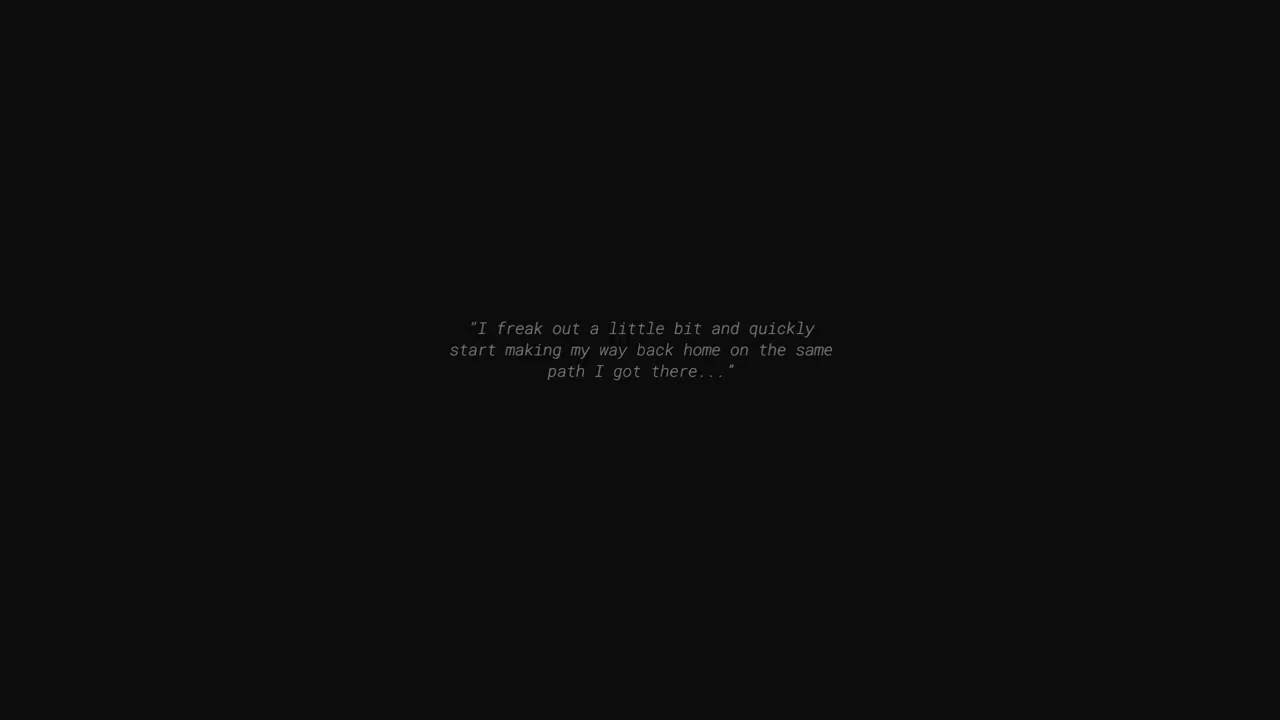 "I freak out a little bit and quickly
start making my way back home on the same
path I got there..."